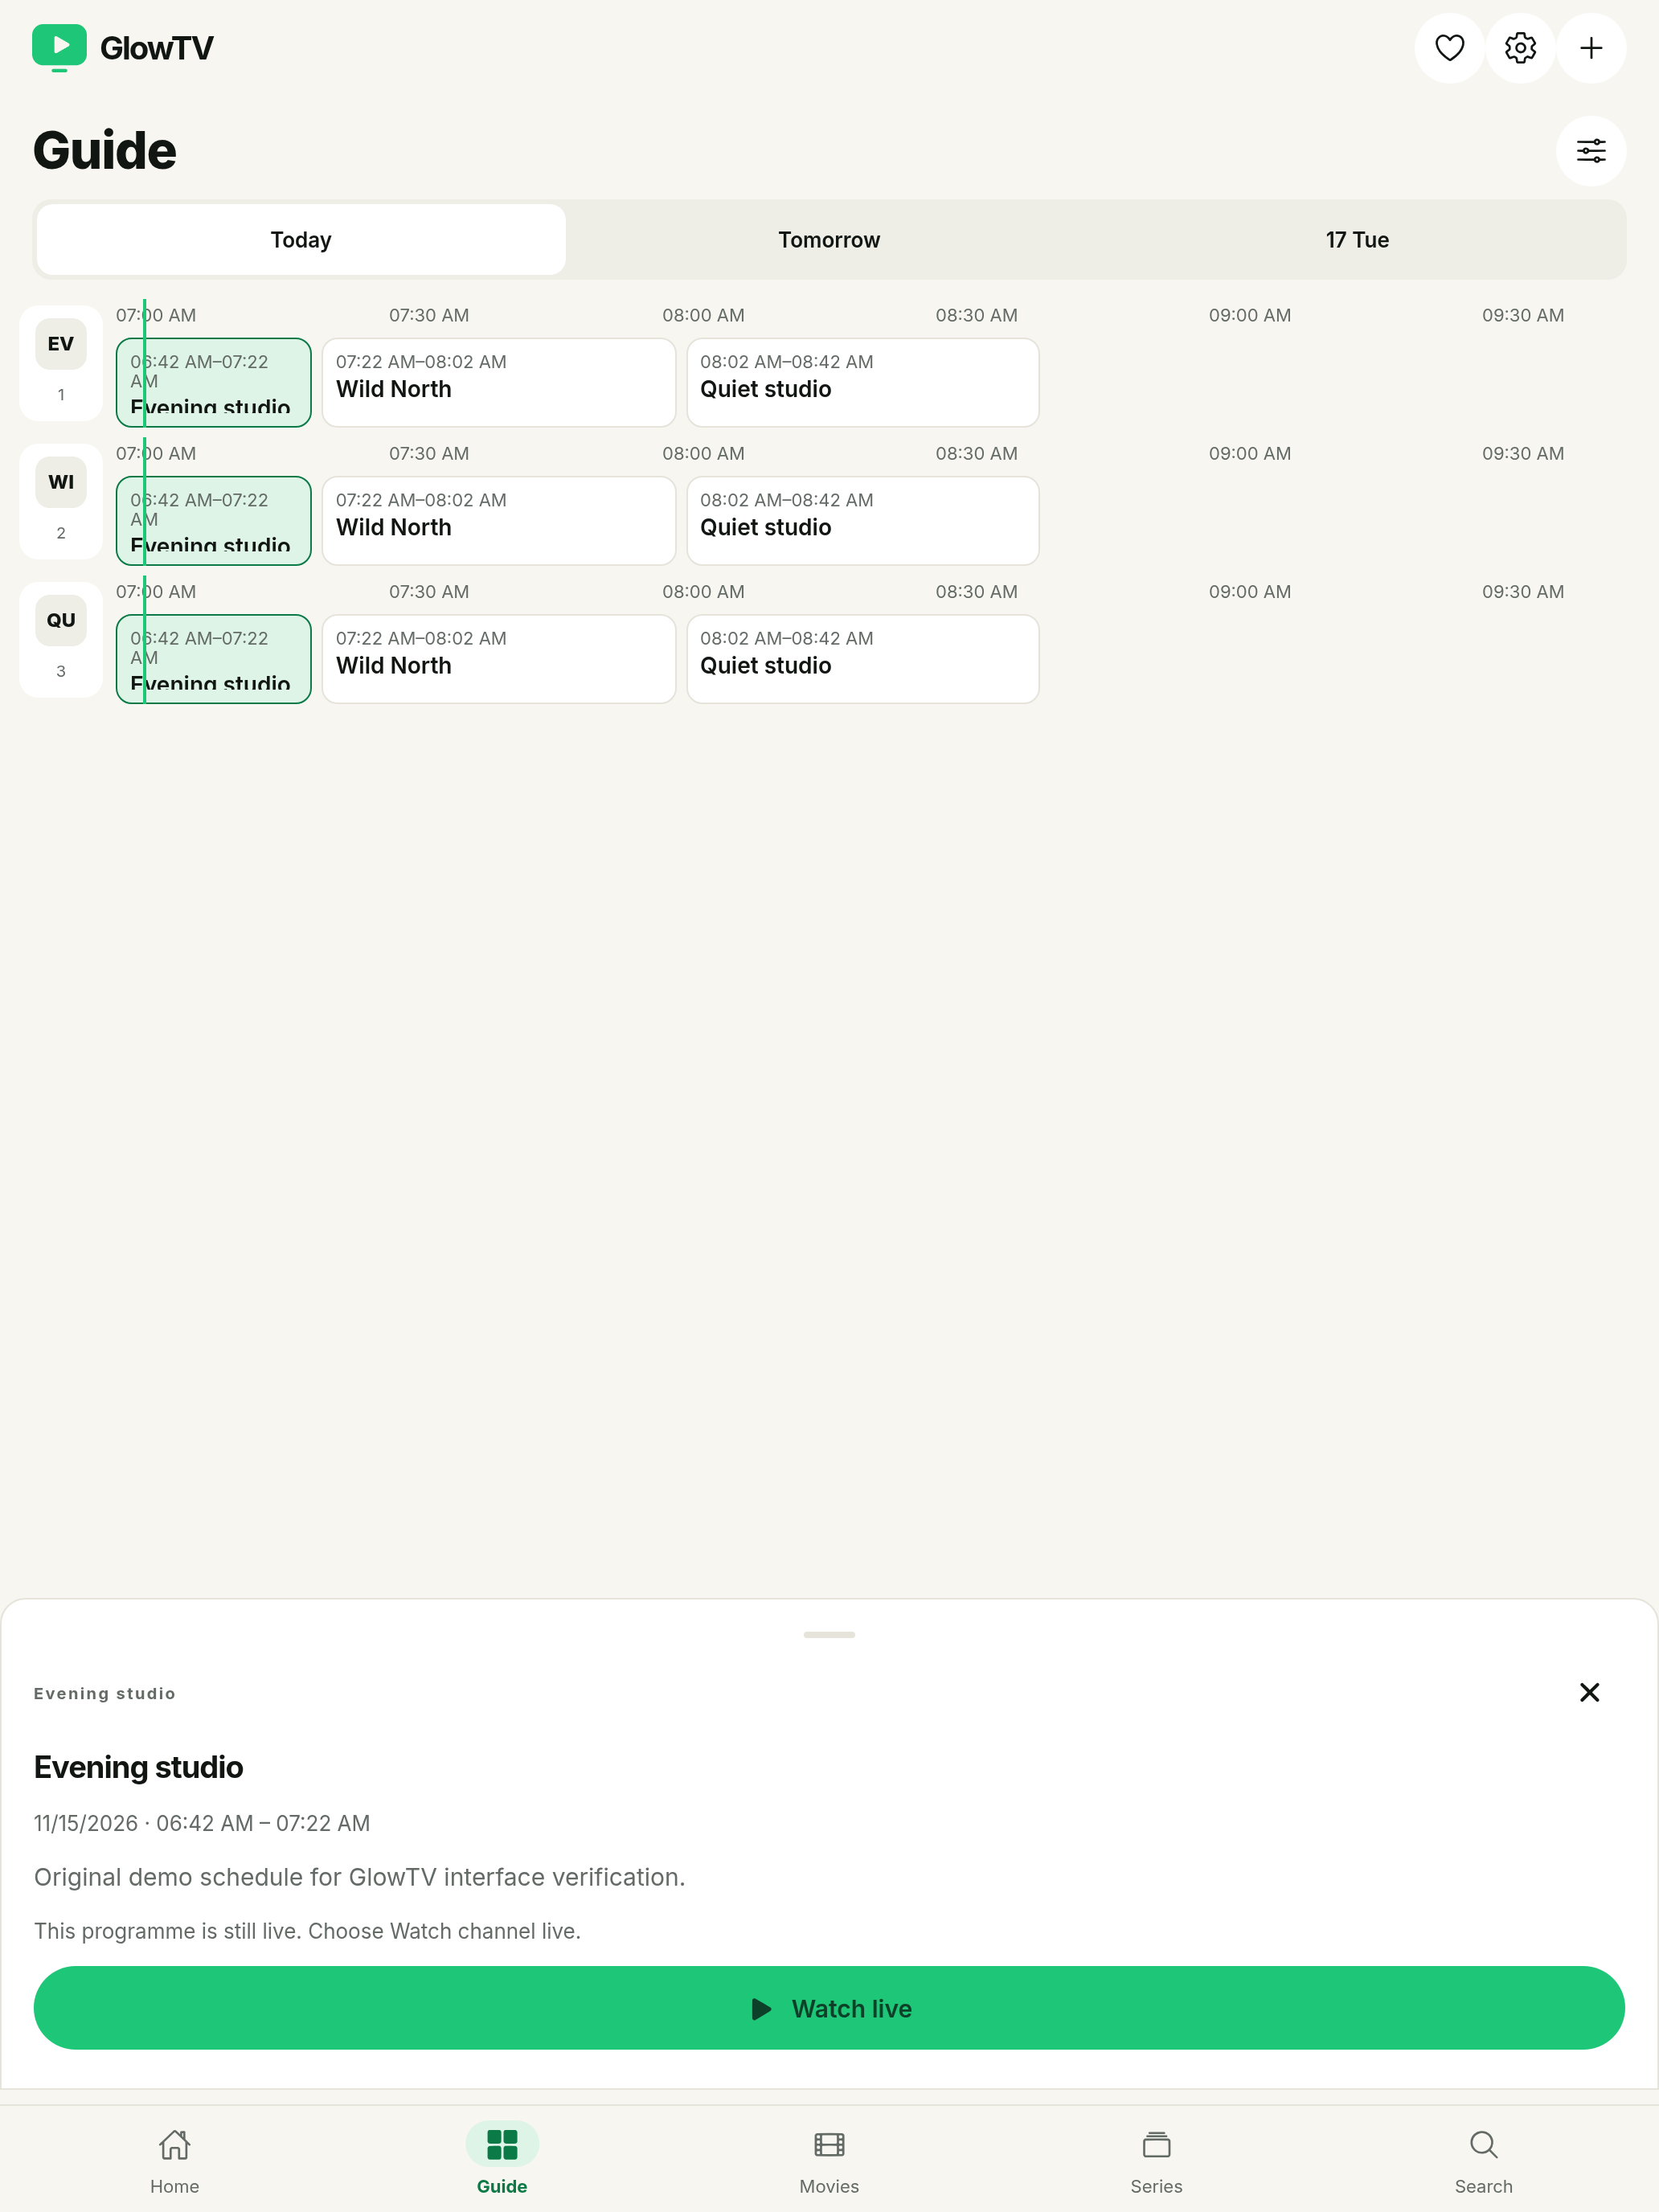 GlowTV
Guide
Today
Tomorrow
17 Tue
EV
1
07:00 AM
07:30 AM
08:00 AM
08:30 AM
09:00 AM
09:30 AM
06:42 AM–07:22
AM
Evening studio
07:22 AM–08:02 AM
Wild North
08:02 AM–08:42 AM
Quiet studio
WI
2
07:00 AM
07:30 AM
08:00 AM
08:30 AM
09:00 AM
09:30 AM
06:42 AM–07:22
AM
Evening studio
07:22 AM–08:02 AM
Wild North
08:02 AM–08:42 AM
Quiet studio
QU
3
07:00 AM
07:30 AM
08:00 AM
08:30 AM
09:00 AM
09:30 AM
06:42 AM–07:22
AM
Evening studio
07:22 AM–08:02 AM
Wild North
08:02 AM–08:42 AM
Quiet studio
Evening studio
Evening studio
11/15/2026 · 06:42 AM – 07:22 AM
Original demo schedule for GlowTV interface verification.
This programme is still live. Choose Watch channel live.
Watch live
Home
Guide
Movies
Series
Search